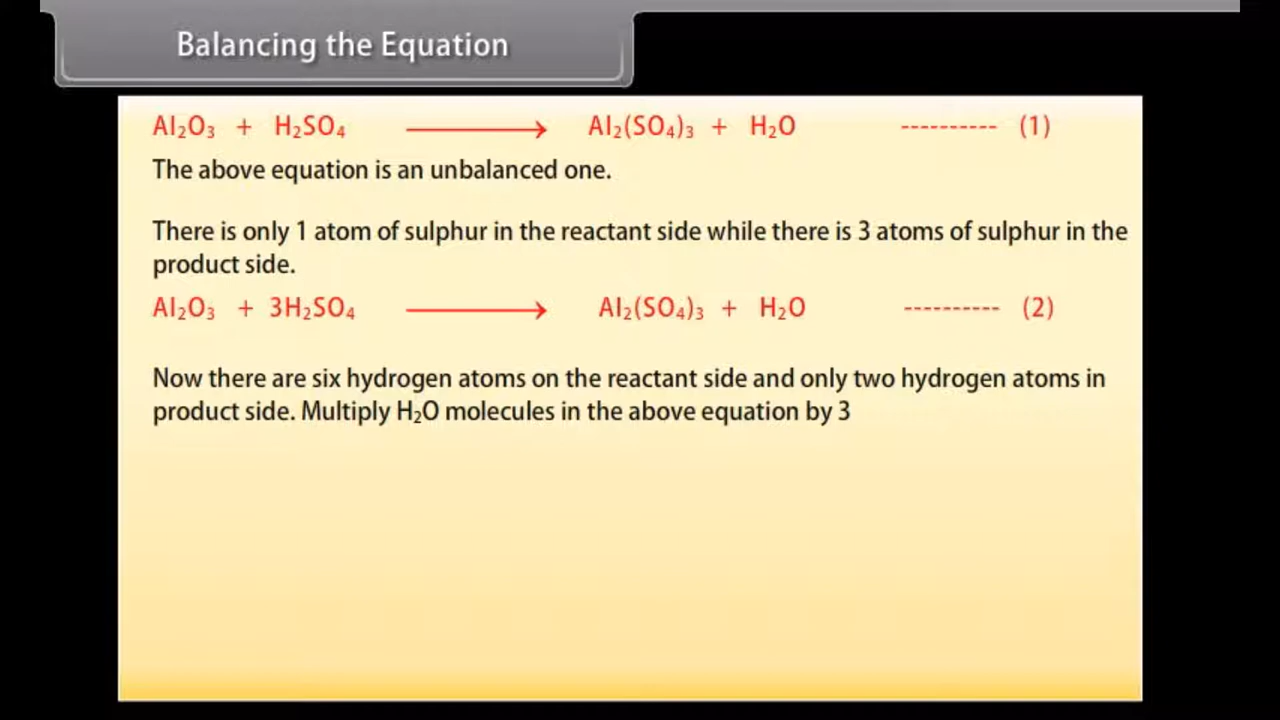 Balancing the Equation
Al₂O₃ + H₂SO₄ ⟶ Al₂(SO₄)₃ + H₂O ---------- (1)
The above equation is an unbalanced one.
There is only 1 atom of sulphur in the reactant side while there is 3 atoms of sulphur in the
product side.
Al₂O₃ + 3H₂SO₄ ⟶ Al₂(SO₄)₃ + H₂O ---------- (2)
Now there are six hydrogen atoms on the reactant side and only two hydrogen atoms in
product side. Multiply H₂O molecules in the above equation by 3